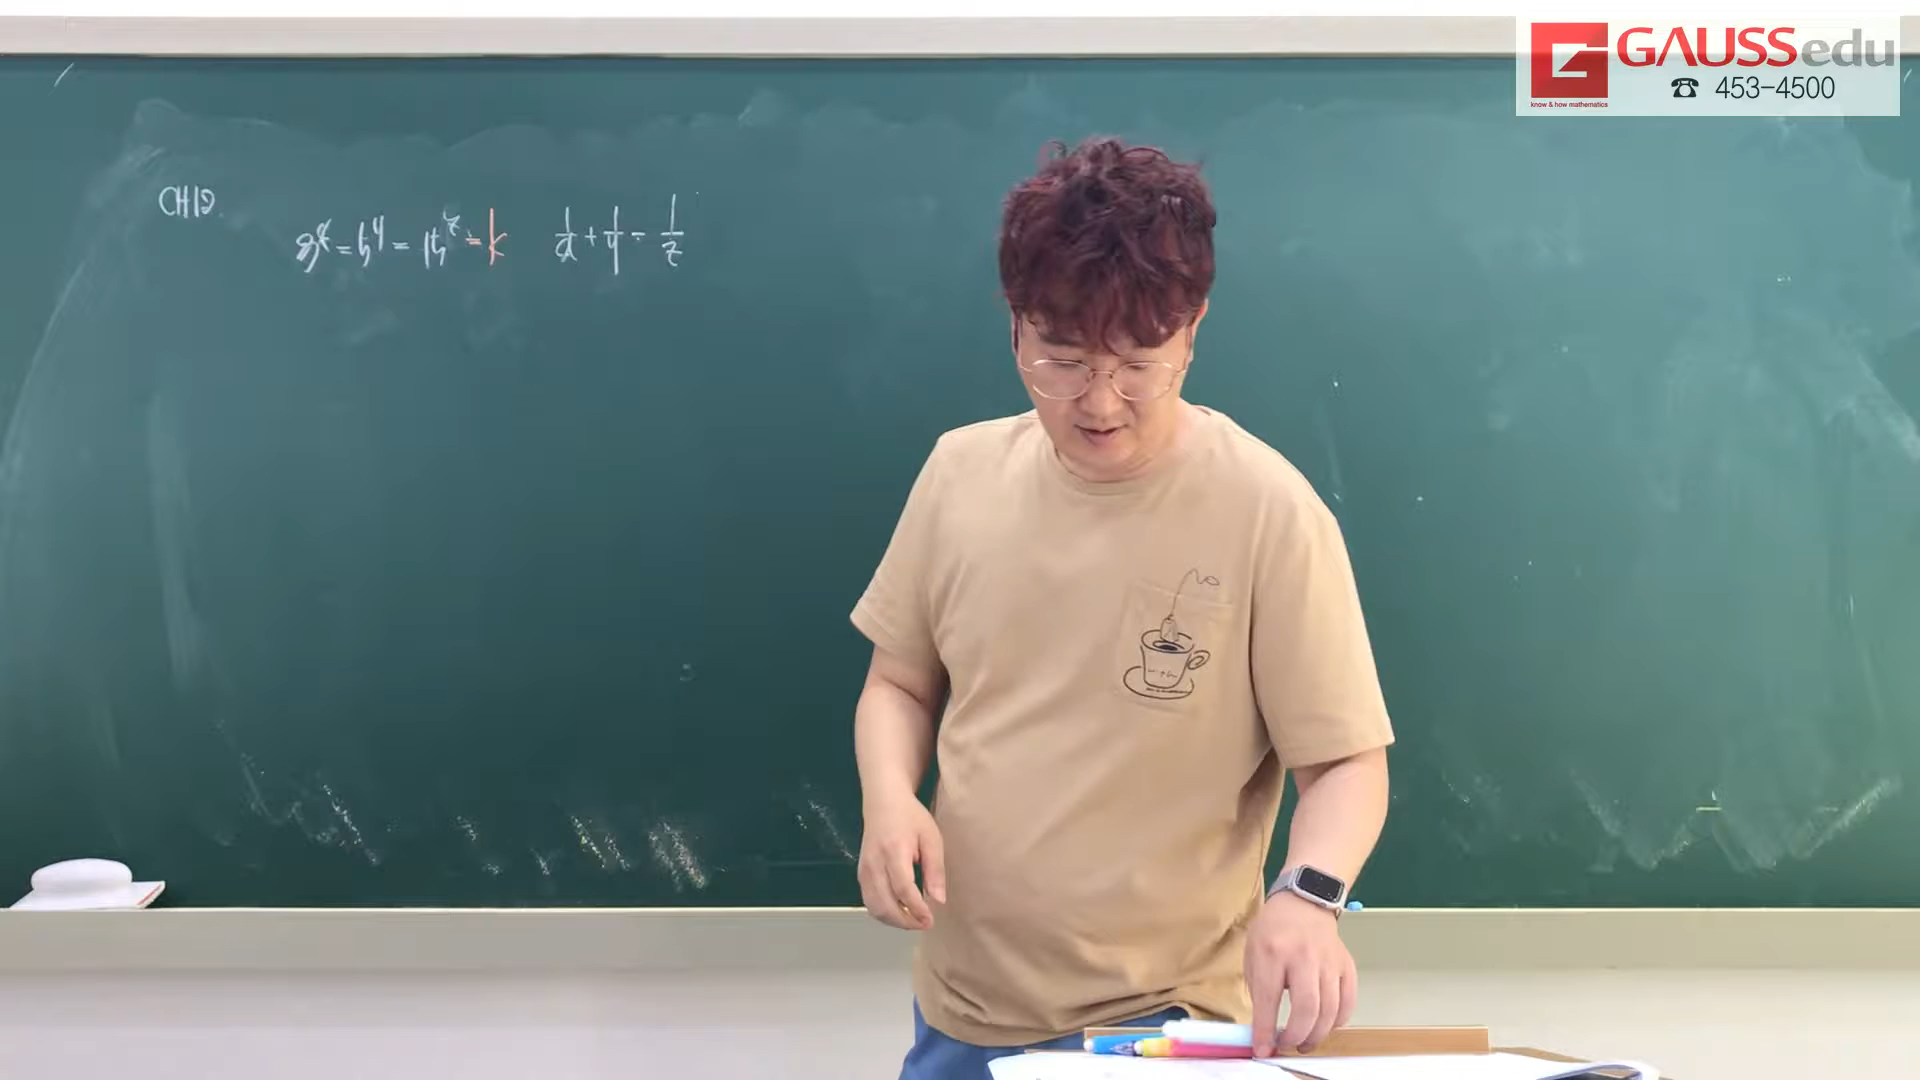 GAUSSedu
☎ 453-4500
know & how mathematics
CH12.
3^x = 5^y = 15^z = k 1/x + 1/y = 1/z